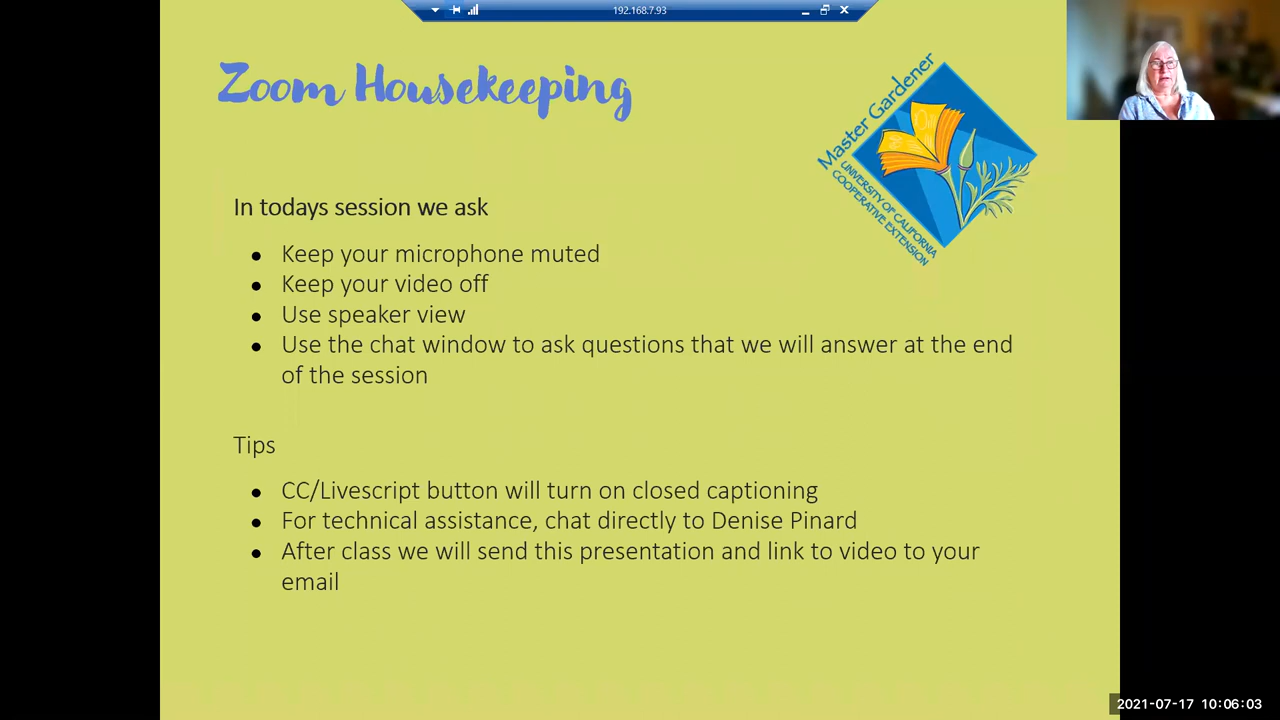 192.168.7.93
Zoom Housekeeping
Master Gardener
UNIVERSITY OF CALIFORNIA
COOPERATIVE EXTENSION
In todays session we ask
● Keep your microphone muted
● Keep your video off
● Use speaker view
● Use the chat window to ask questions that we will answer at the end
of the session
Tips
● CC/Livescript button will turn on closed captioning
● For technical assistance, chat directly to Denise Pinard
● After class we will send this presentation and link to video to your
email
2021-07-17 10:06:03